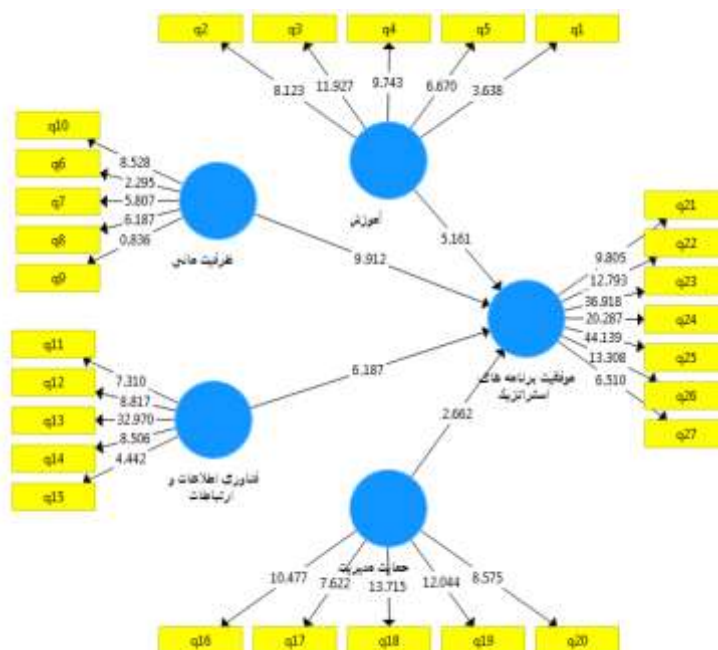 q2 q3 q4 q5 q1
8.123 11.927 9.743 6.670 3.638
آموزش
q10
q6
q7
q8
q9
8.528
2.295
5.807
6.187
0.836
ظرفیت مالی
9.912
5.161
q21
q22
q23
q24
q25
q26
q27
9.805
12.793
36.918
20.287
44.139
13.308
6.510
موفقیت برنامه های
استراتژیک
q11
q12
q13
q14
q15
7.310
8.817
32.970
8.506
4.442
فناوری اطلاعات و
ارتباطات
6.187
2.662
حمایت مدیریت
10.477 7.622 13.715 12.044 8.575
q16 q17 q18 q19 q20